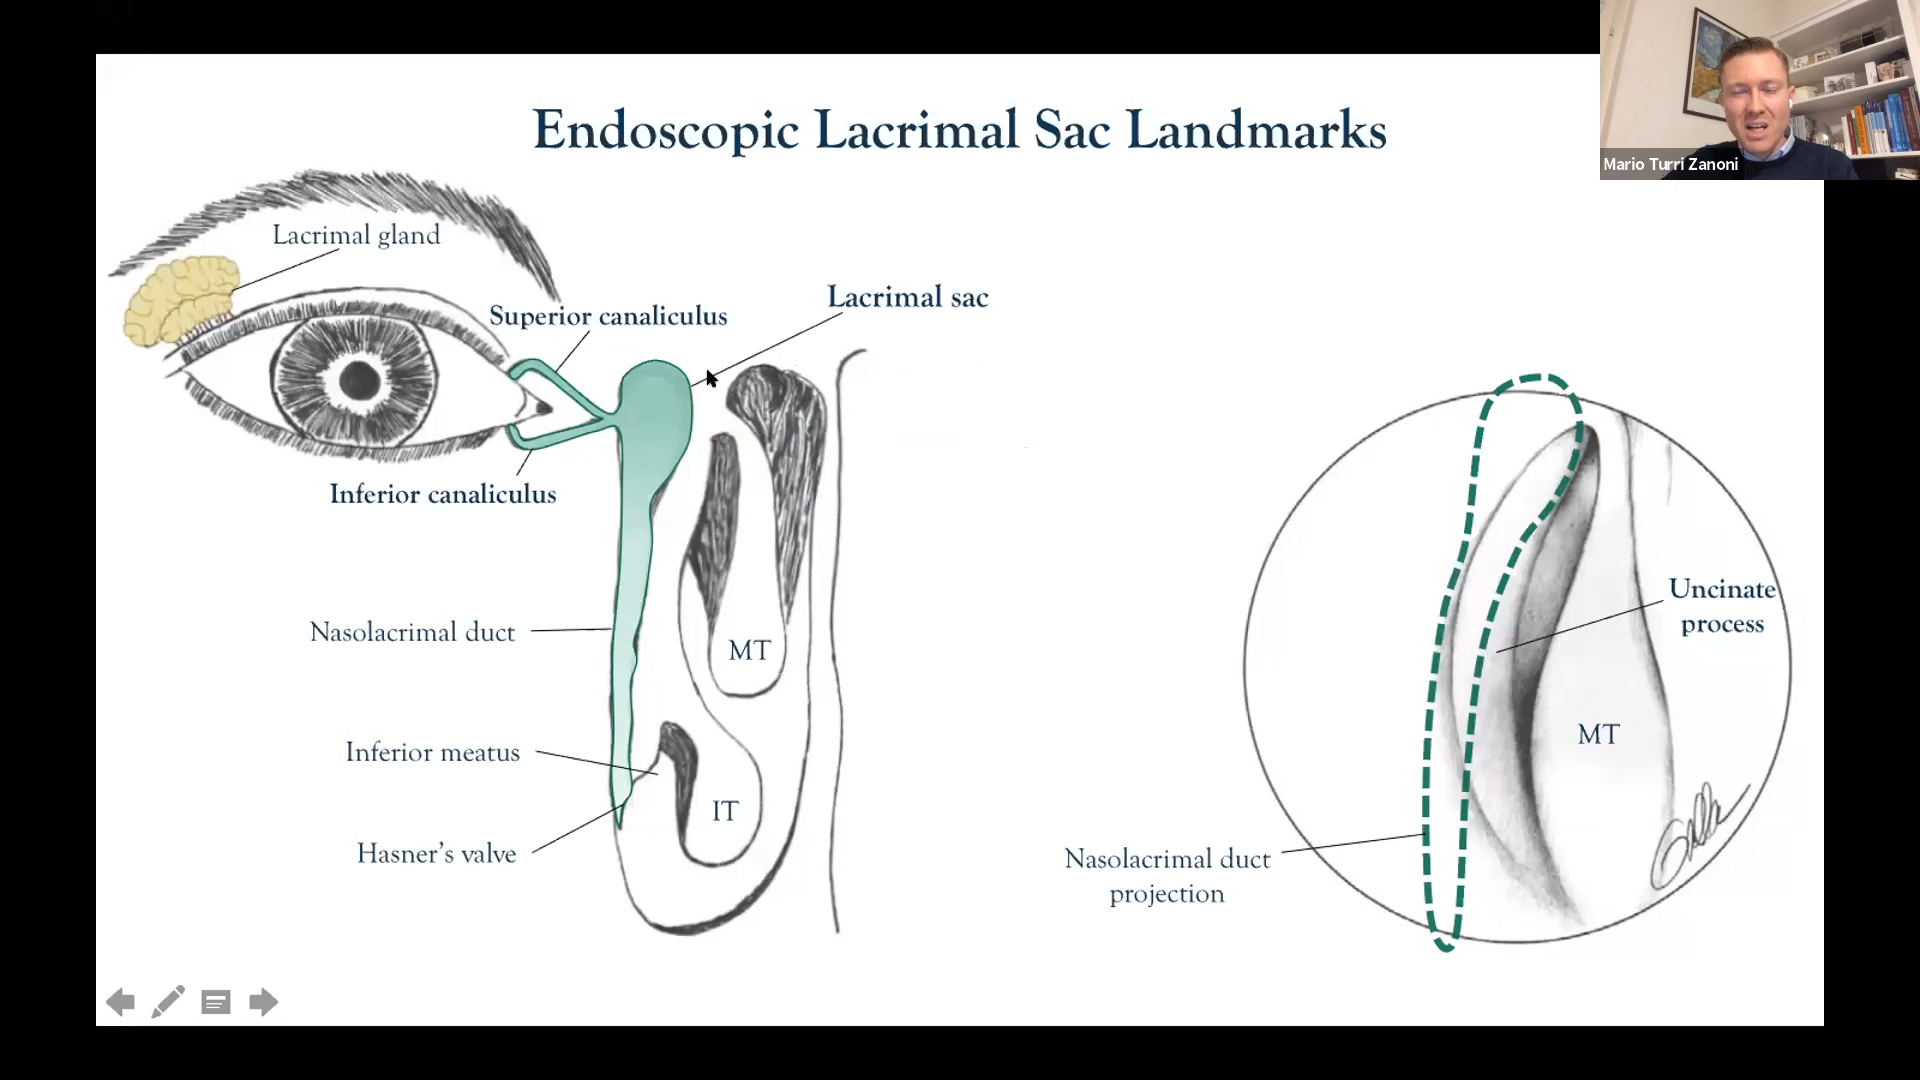 Mario Turri Zanoni
Endoscopic Lacrimal Sac Landmarks
Lacrimal gland
Superior canaliculus
Lacrimal sac
Inferior canaliculus
Nasolacrimal duct
MT
Inferior meatus
IT
Hasner's valve
Uncinate
process
MT
Nasolacrimal duct
projection